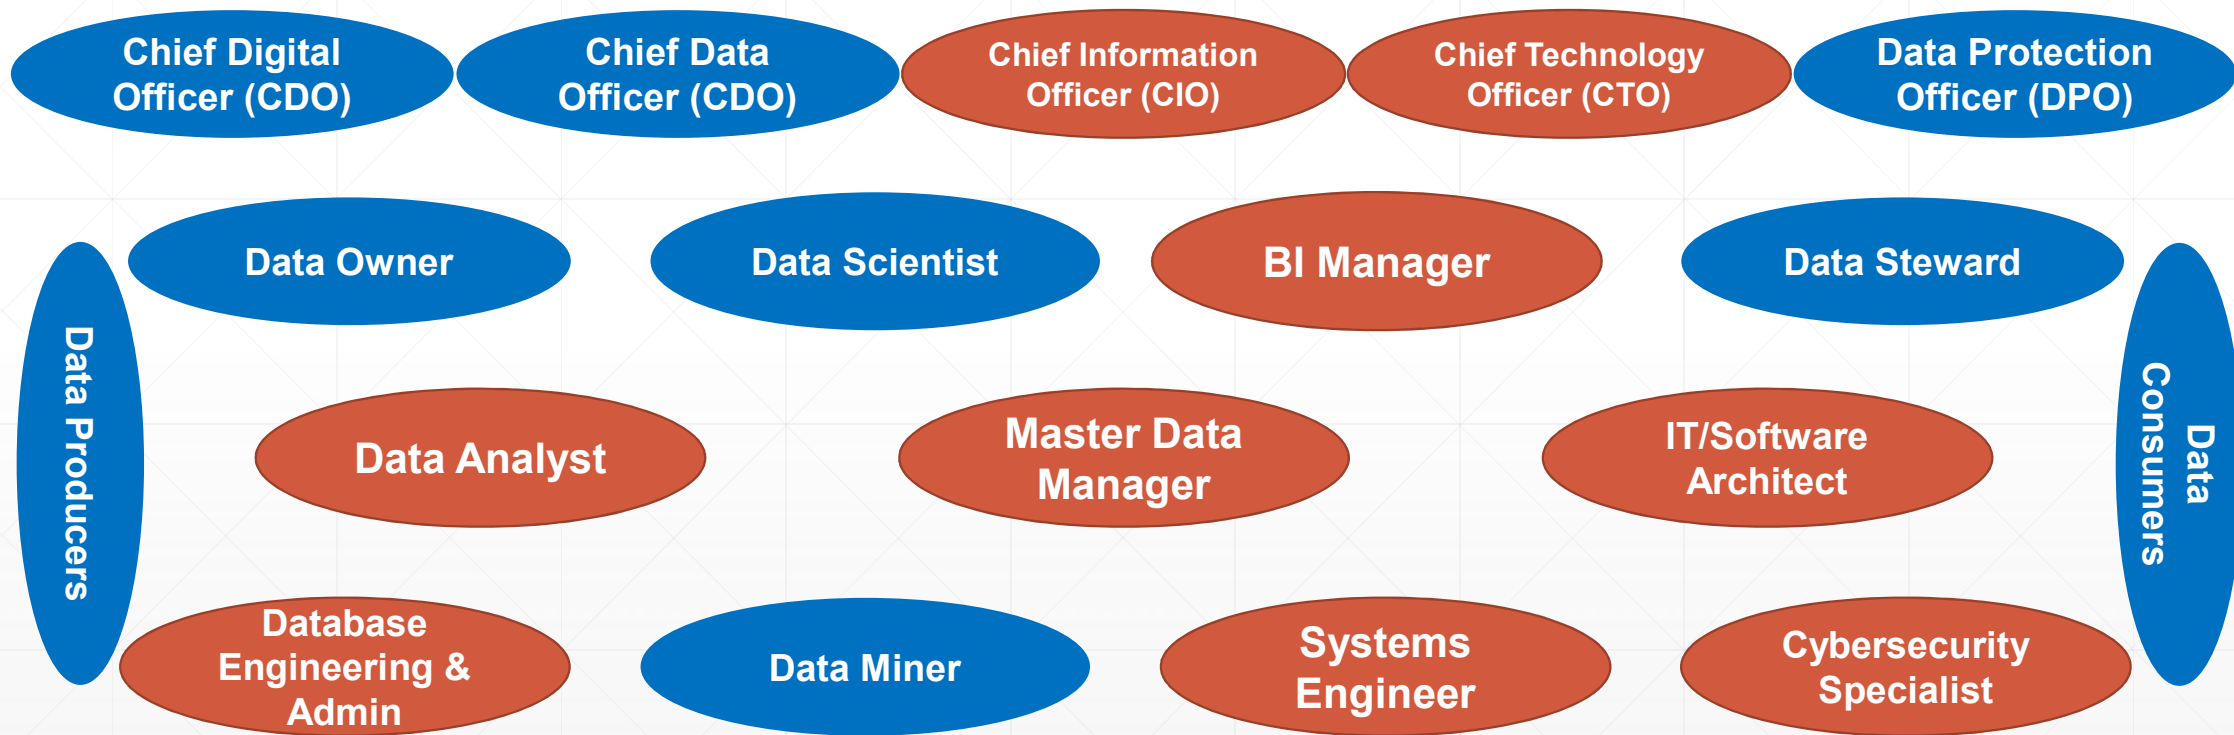 Chief Digital
Officer (CDO)
Chief Data
Officer (CDO)
Chief Information
Officer (CIO)
Chief Technology
Officer (CTO)
Data Protection
Officer (DPO)
Data Owner
Data Scientist
BI Manager
Data Steward
Data Producers
Data Analyst
Master Data
Manager
IT/Software
Architect
Data
Consumers
Database
Engineering &
Admin
Data Miner
Systems
Engineer
Cybersecurity
Specialist